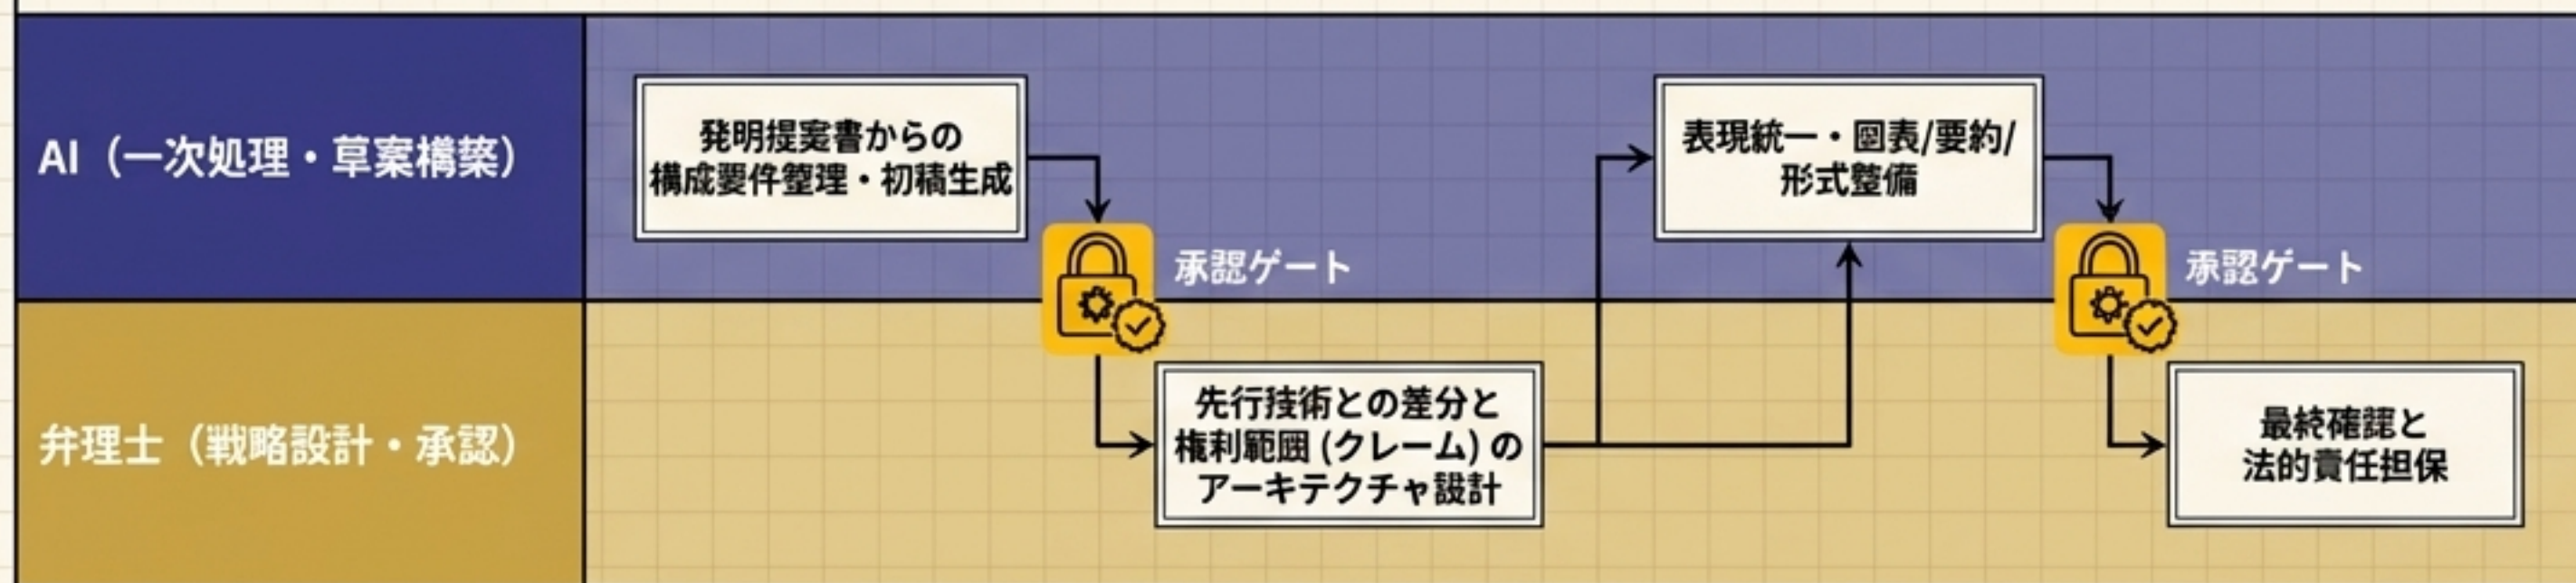 AI（一次処理・草案構築）
発明提案書からの
構成要件整理・初稿生成
承認ゲート
表現統一・図表/要約/
形式整備
承認ゲート
弁理士（戦略設計・承認）
先行技術との差分と
権利範囲 (クレーム) の
アーキテクチャ設計
最終確認と
法的責任担保